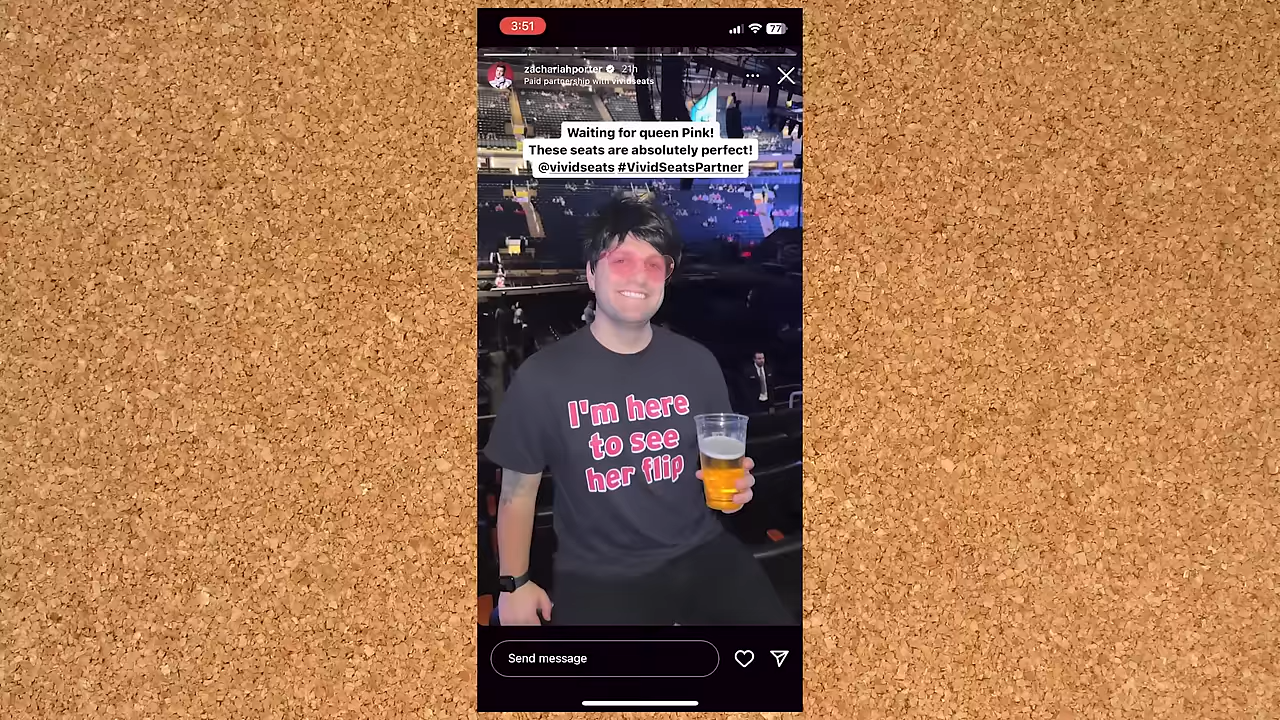 3:51
77
zachariahporter 21h
Paid partnership with vividseats
Waiting for queen Pink!
These seats are absolutely perfect!
@vividseats #VividSeatsPartner
I'm here
to see
her flip
Send message